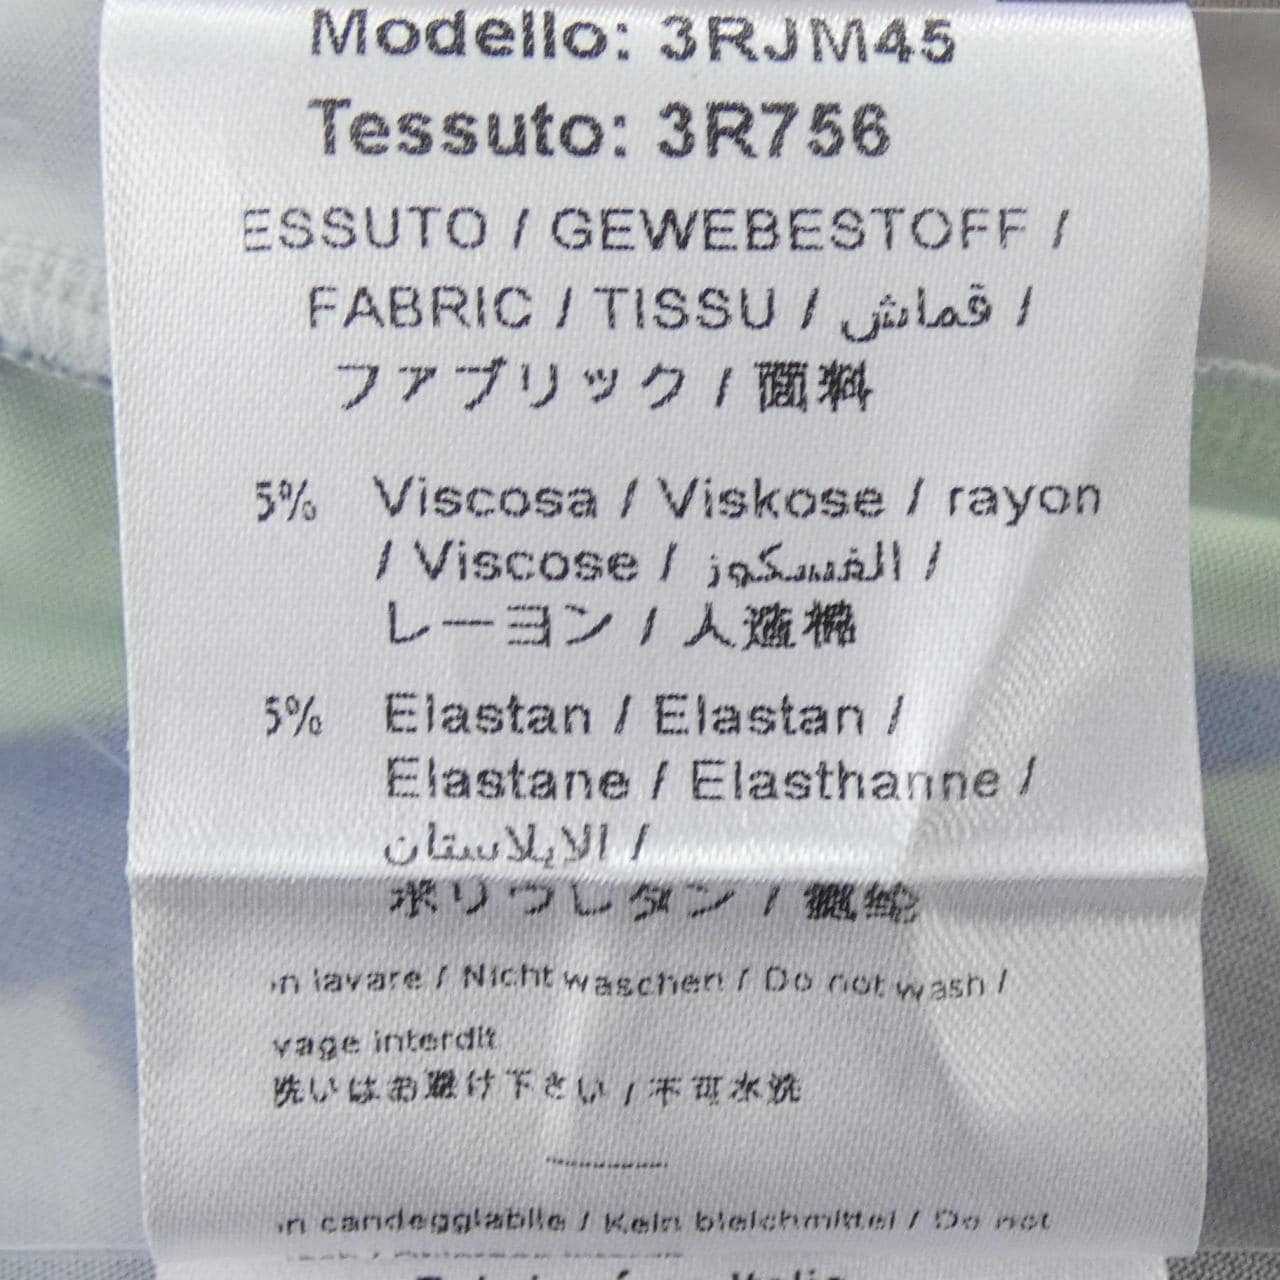 Modello: 3RJM45
Tessuto: 3R756
ESSUTO / GEWEBESTOFF /
FABRIC / TISSU / قماش /
ファブリック / 面料
5% Viscosa / Viskose / rayon
/ Viscose / الفسكوز /
レーヨン / 人造棉
5% Elastan / Elastan /
Elastane / Elasthanne /
الايلاستان /
ポリウレタン /
n lavare / Nicht waschen / Do not wash /
vage interdit
洗いはお避け下さい / 不可水洗
n candeggiabile / Kein bleichmittel / Do not